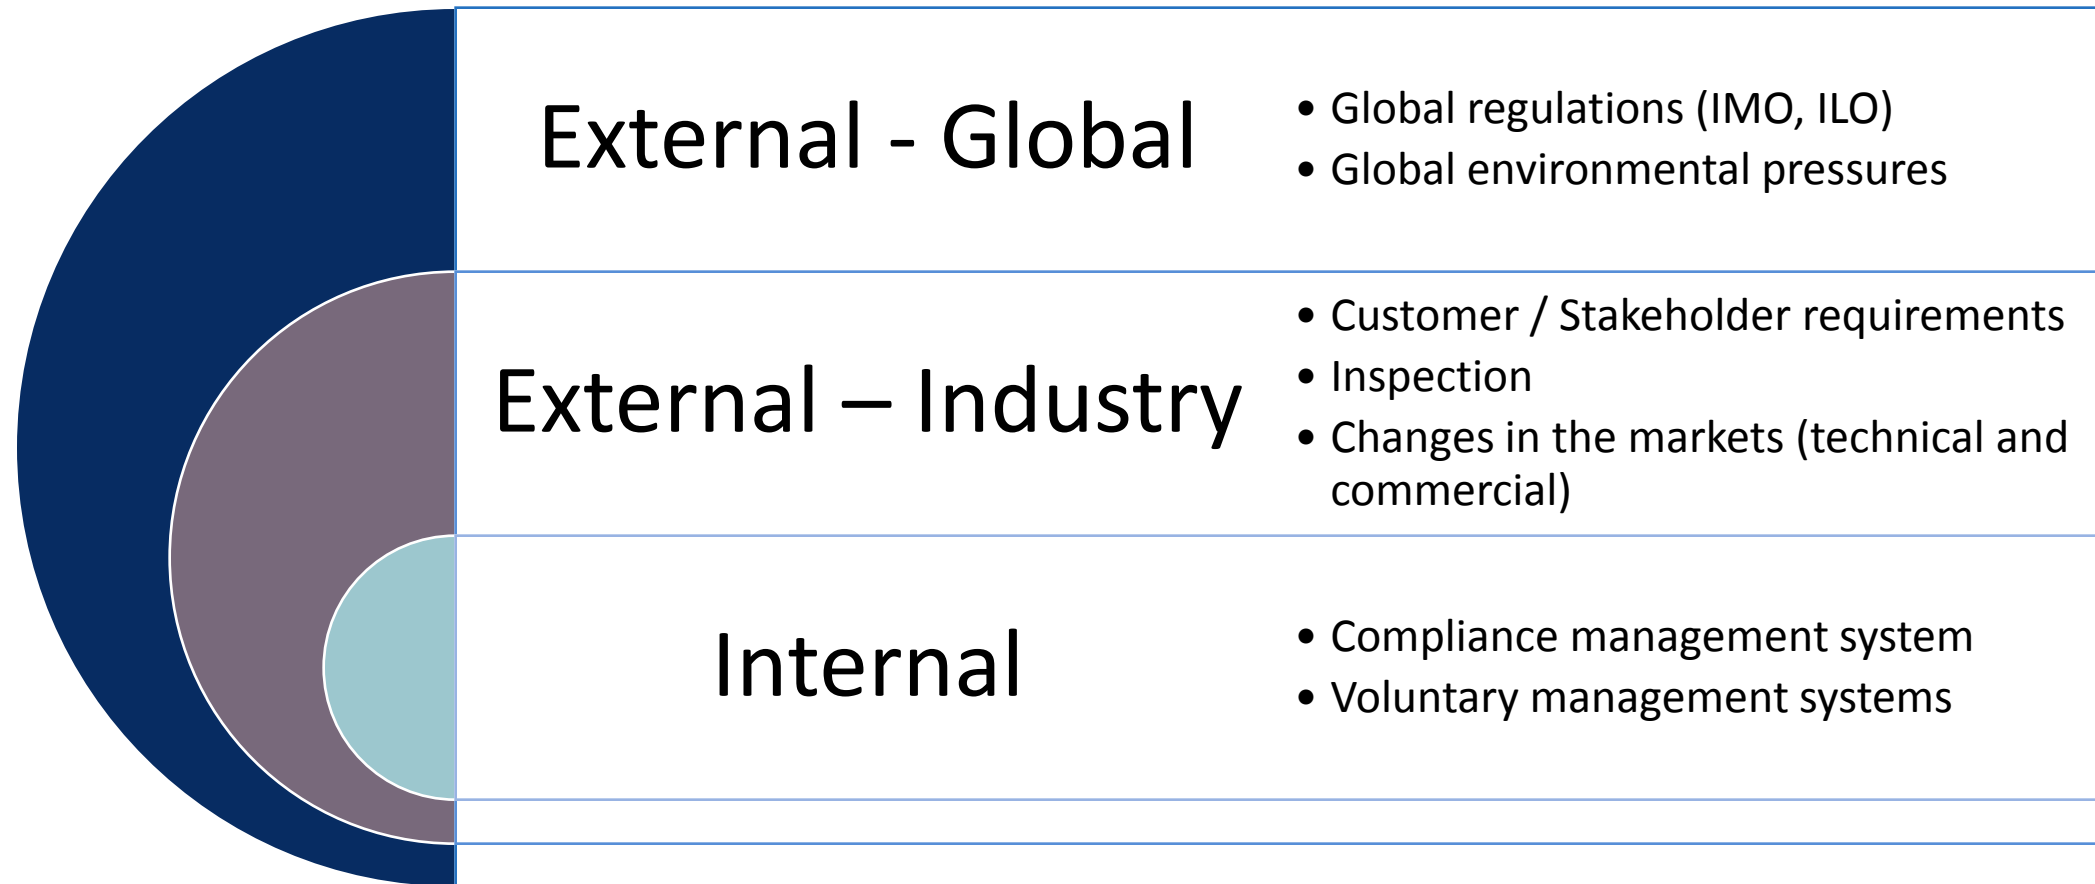 External - Global
• Global regulations (IMO, ILO)
• Global environmental pressures
External – Industry
• Customer / Stakeholder requirements
• Inspection
• Changes in the markets (technical and
commercial)
Internal
• Compliance management system
• Voluntary management systems